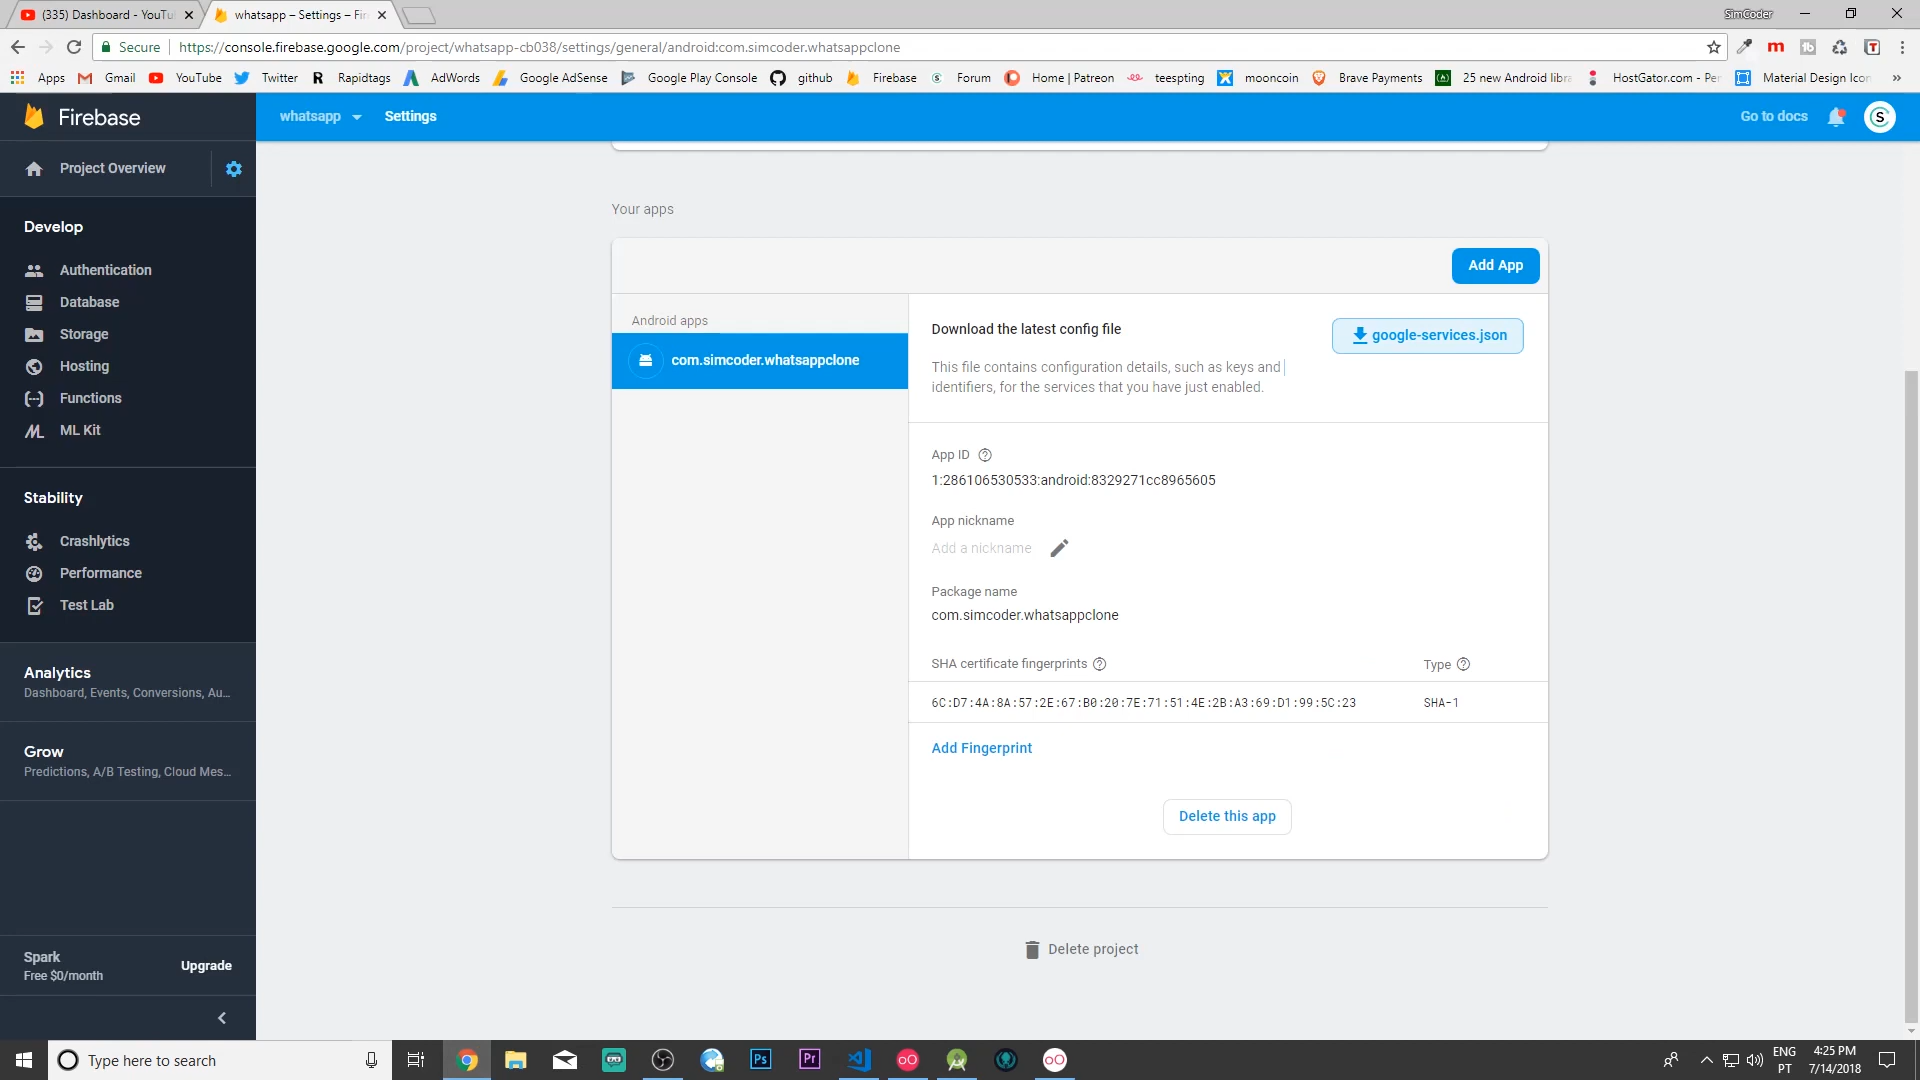 (335) Dashboard - YouTu
whatsapp – Settings – Fir
SimCoder
Secure
https://console.firebase.google.com/project/whatsapp-cb038/settings/general/android:com.simcoder.whatsappclone
Apps
Gmail
YouTube
Twitter
Rapidtags
AdWords
Google AdSense
Google Play Console
github
Firebase
Forum
Home | Patreon
teespting
mooncoin
Brave Payments
25 new Android libra
HostGator.com - Per
Material Design Icon
»
Firebase
whatsapp
Settings
Go to docs
S
Project Overview
Develop
Authentication
Database
Storage
Hosting
Functions
ML Kit
Stability
Crashlytics
Performance
Test Lab
Analytics
Dashboard, Events, Conversions, Au...
Grow
Predictions, A/B Testing, Cloud Mes...
Spark
Free $0/month
Upgrade
Your apps
Add App
Android apps
com.simcoder.whatsappclone
Download the latest config file
google-services.json
This file contains configuration details, such as keys and
identifiers, for the services that you have just enabled.
App ID
1:286106530533:android:8329271cc8965605
App nickname
Add a nickname
Package name
com.simcoder.whatsappclone
SHA certificate fingerprints
Type
6C:D7:4A:8A:57:2E:67:B0:20:7E:71:51:4E:2B:A3:69:D1:99:5C:23
SHA-1
Add Fingerprint
Delete this app
Delete project
Type here to search
Ps
Pr
ENG
PT
4:25 PM
7/14/2018